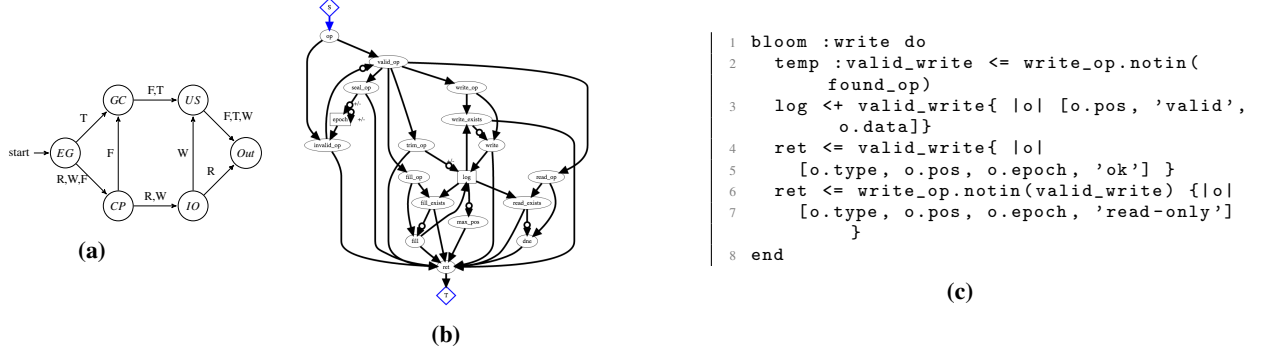 start
EG
T
R,W,F
GC
F,T
US
F,T,W
F
W
CP
R,W
IO
R
Out
(a)
S
op
valid_op
seal_op
+/-
write_op
epoch
+/-
write_exists
invalid_op
trim_op
write
+/-
fill_op
log
read_op
fill_exists
read_exists
max_pos
fill
dne
ret
T
(b)
1 bloom :write do
2 temp :valid_write <= write_op.notin(
found_op)
3 log <+ valid_write{ |o| [o.pos, 'valid',
o.data]}
4 ret <= valid_write{ |o|
5 [o.type, o.pos, o.epoch, 'ok'] }
6 ret <= write_op.notin(valid_write) {|o|
7 [o.type, o.pos, o.epoch, 'read-only']
}
8 end
(c)